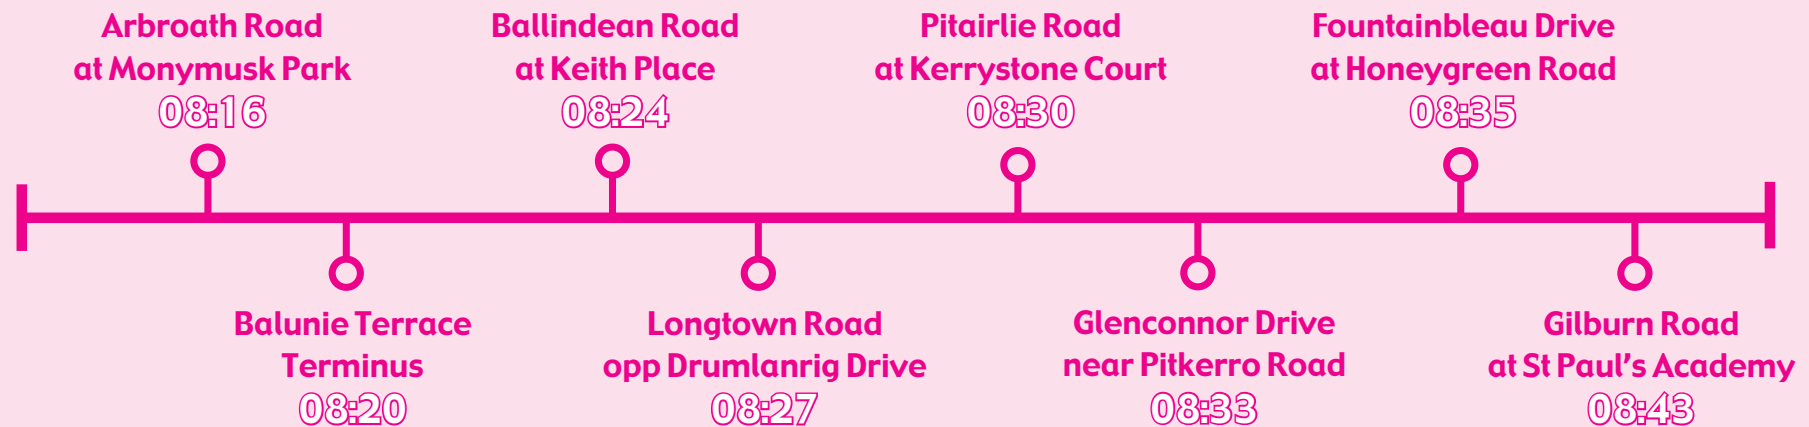 Arbroath Road
at Monymusk Park
08:16
Balunie Terrace
Terminus
08:20
Ballindean Road
at Keith Place
08:24
Longtown Road
opp Drumlanrig Drive
08:27
Pitairlie Road
at Kerrystone Court
08:30
Glenconnor Drive
near Pitkerro Road
08:33
Fountainbleau Drive
at Honeygreen Road
08:35
Gilburn Road
at St Paul’s Academy
08:43